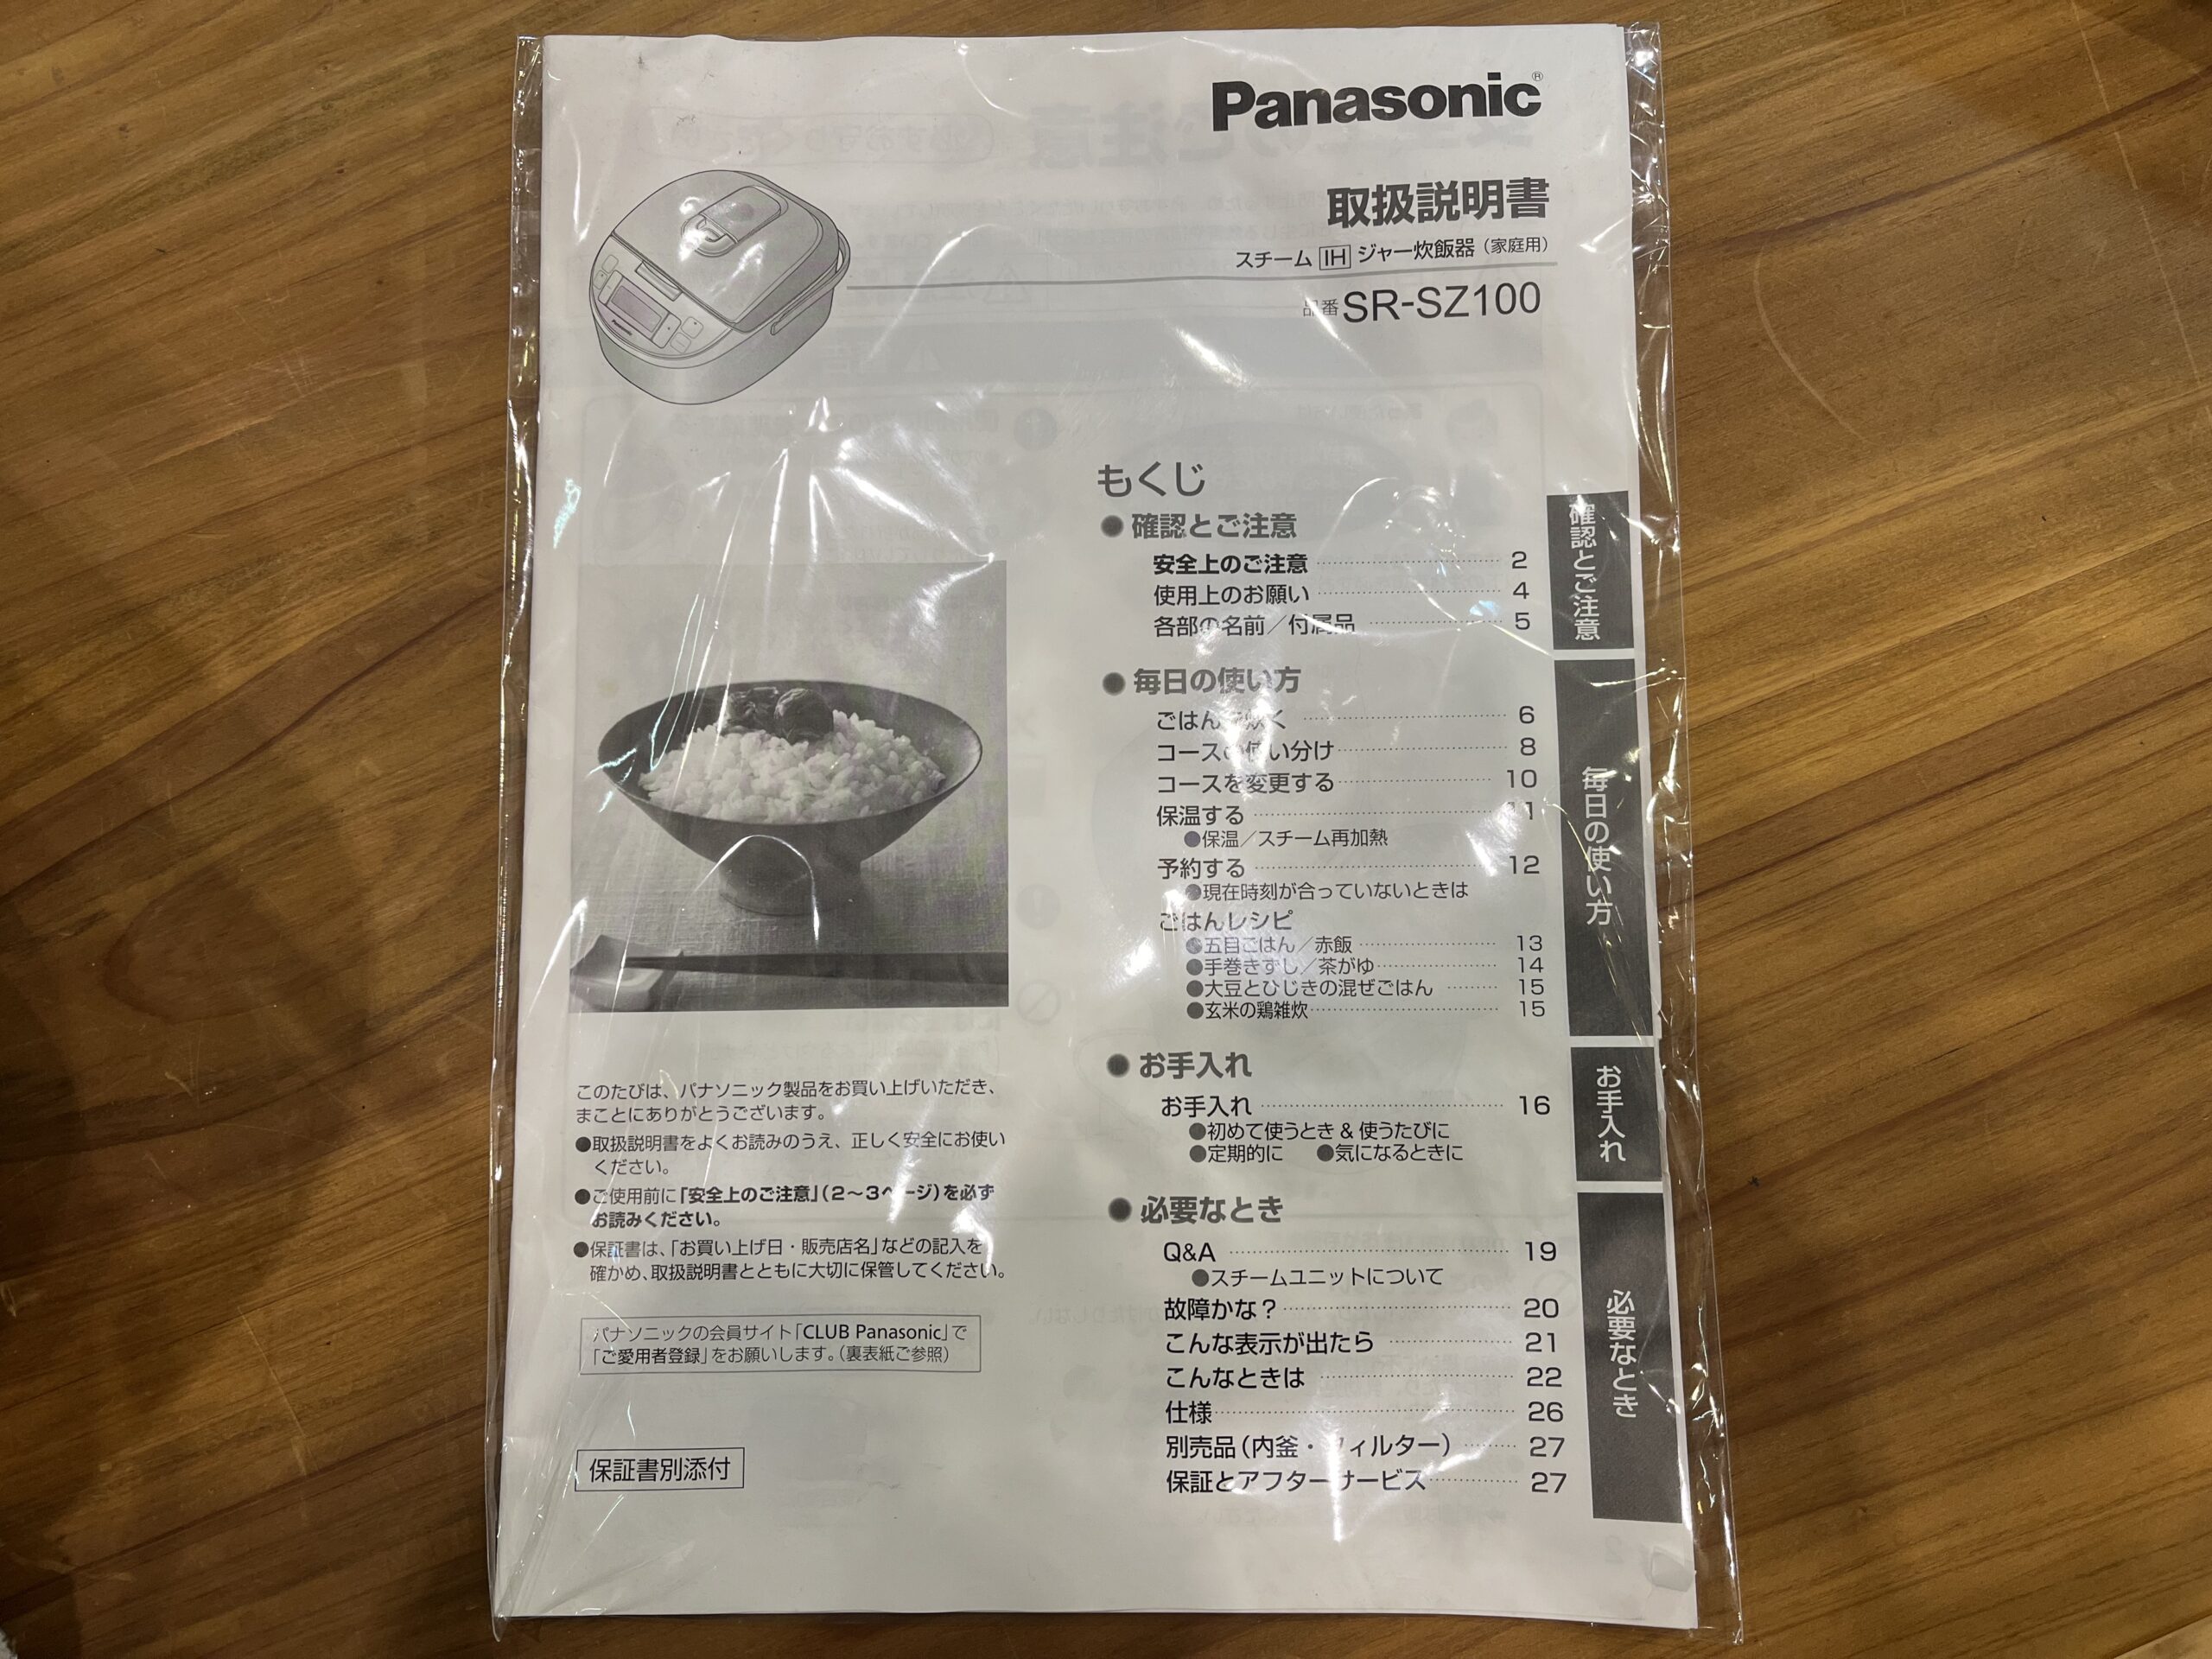 Panasonic®
取扱説明書
スチーム IH ジャー炊飯器（家庭用）
品番 SR-SZ100
もくじ
● 確認とご注意
安全上のご注意 2
使用上のお願い 4
各部の名前／付属品 5
● 毎日の使い方
ごはんを炊く 6
コースの使い分け 8
コースを変更する 10
保温する 11
●保温／スチーム再加熱
予約する 12
●現在時刻が合っていないときは
ごはんレシピ
●五目ごはん／赤飯 13
●手巻きずし／茶がゆ 14
●大豆とひじきの混ぜごはん 15
●玄米の鶏雑炊 15
● お手入れ
お手入れ 16
●初めて使うとき & 使うたびに
●定期的に ●気になるときに
● 必要なとき
Q&A 19
●スチームユニットについて
故障かな？ 20
こんな表示が出たら 21
こんなときは 22
仕様 26
別売品（内釜・フィルター） 27
保証とアフターサービス 27
確認とご注意
毎日の使い方
お手入れ
必要なとき
このたびは、パナソニック製品をお買い上げいただき、
まことにありがとうございます。
●取扱説明書をよくお読みのうえ、正しく安全にお使い
ください。
●ご使用前に「安全上のご注意」（2～3ページ）を必ず
お読みください。
●保証書は、「お買い上げ日・販売店名」などの記入を
確かめ、取扱説明書とともに大切に保管してください。
パナソニックの会員サイト「CLUB Panasonic」で
「ご愛用者登録」をお願いします。（裏表紙ご参照）
保証書別添付